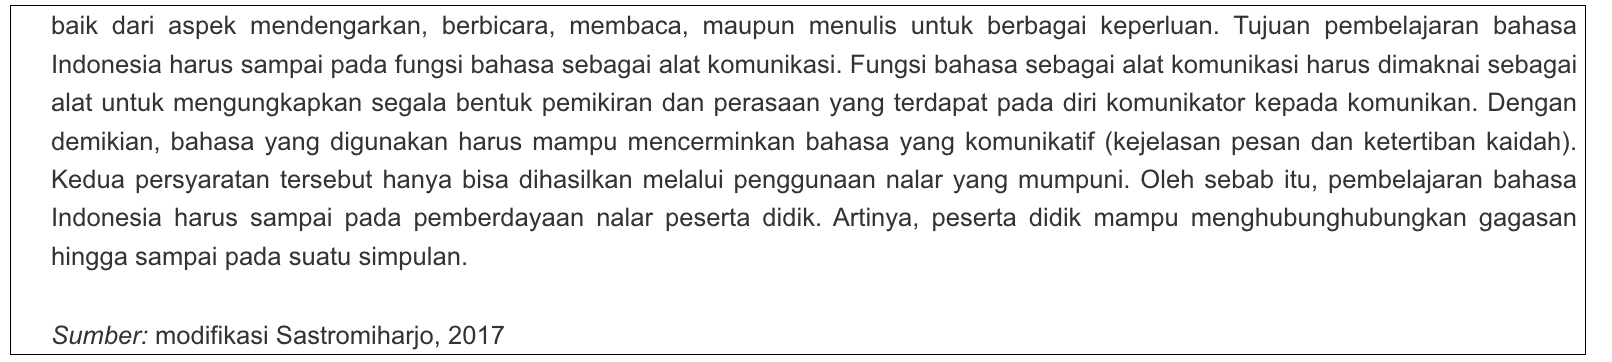 baik dari aspek mendengarkan, berbicara, membaca, maupun menulis untuk berbagai keperluan. Tujuan pembelajaran bahasa
Indonesia harus sampai pada fungsi bahasa sebagai alat komunikasi. Fungsi bahasa sebagai alat komunikasi harus dimaknai sebagai
alat untuk mengungkapkan segala bentuk pemikiran dan perasaan yang terdapat pada diri komunikator kepada komunikan. Dengan
demikian, bahasa yang digunakan harus mampu mencerminkan bahasa yang komunikatif (kejelasan pesan dan ketertiban kaidah).
Kedua persyaratan tersebut hanya bisa dihasilkan melalui penggunaan nalar yang mumpuni. Oleh sebab itu, pembelajaran bahasa
Indonesia harus sampai pada pemberdayaan nalar peserta didik. Artinya, peserta didik mampu menghubunghubungkan gagasan
hingga sampai pada suatu simpulan.
Sumber: modifikasi Sastromiharjo, 2017